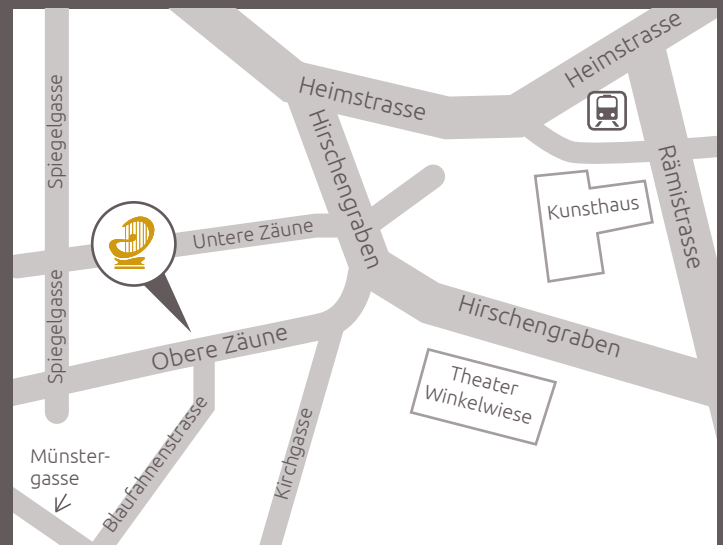 Heimstrasse
Heimstrasse
Spiegelgasse
Hirschengraben
Rämistrasse
Kunsthaus
Untere Zäune
Spiegelgasse
Hirschengraben
Obere Zäune
Theater
Winkelwiese
Blaufahnenstrasse
Kirchgasse
Münster-
gasse